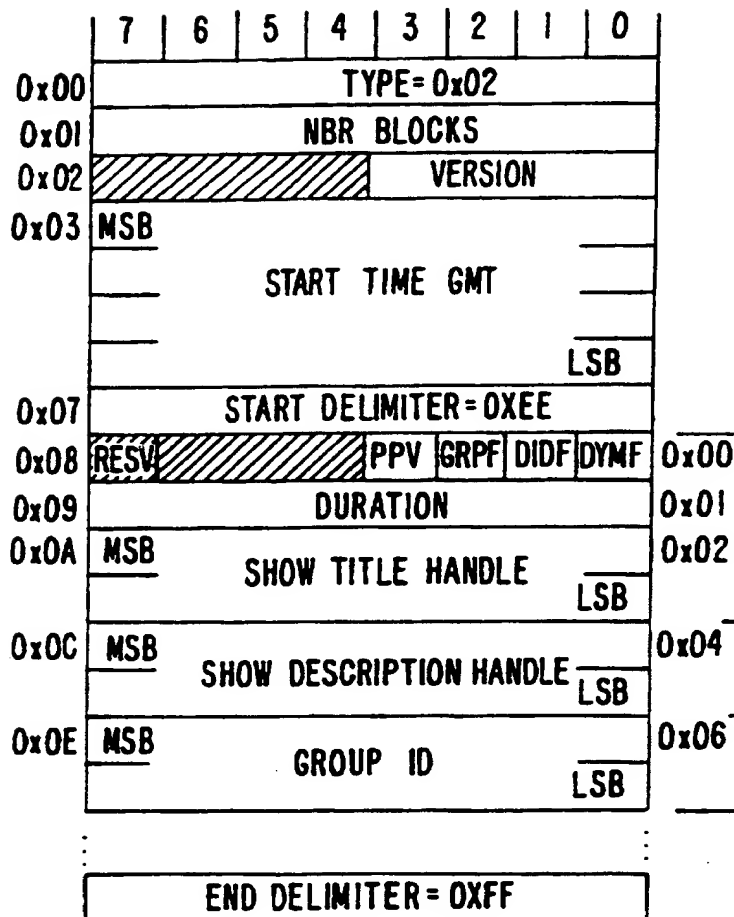 7 6 5 4 3 2 1 0
0x00 TYPE=0x02
0x01 NBR BLOCKS
0x02 VERSION
0x03 MSB
START TIME GMT
LSB
0x07 START DELIMITER=0XEE
0x08 RESV PPV GRPF DIDF DYMF 0x00
0x09 DURATION 0x01
0x0A MSB 0x02
SHOW TITLE HANDLE
LSB
0x0C MSB 0x04
SHOW DESCRIPTION HANDLE
LSB
0x0E MSB 0x06
GROUP ID
LSB
END DELIMITER=0XFF